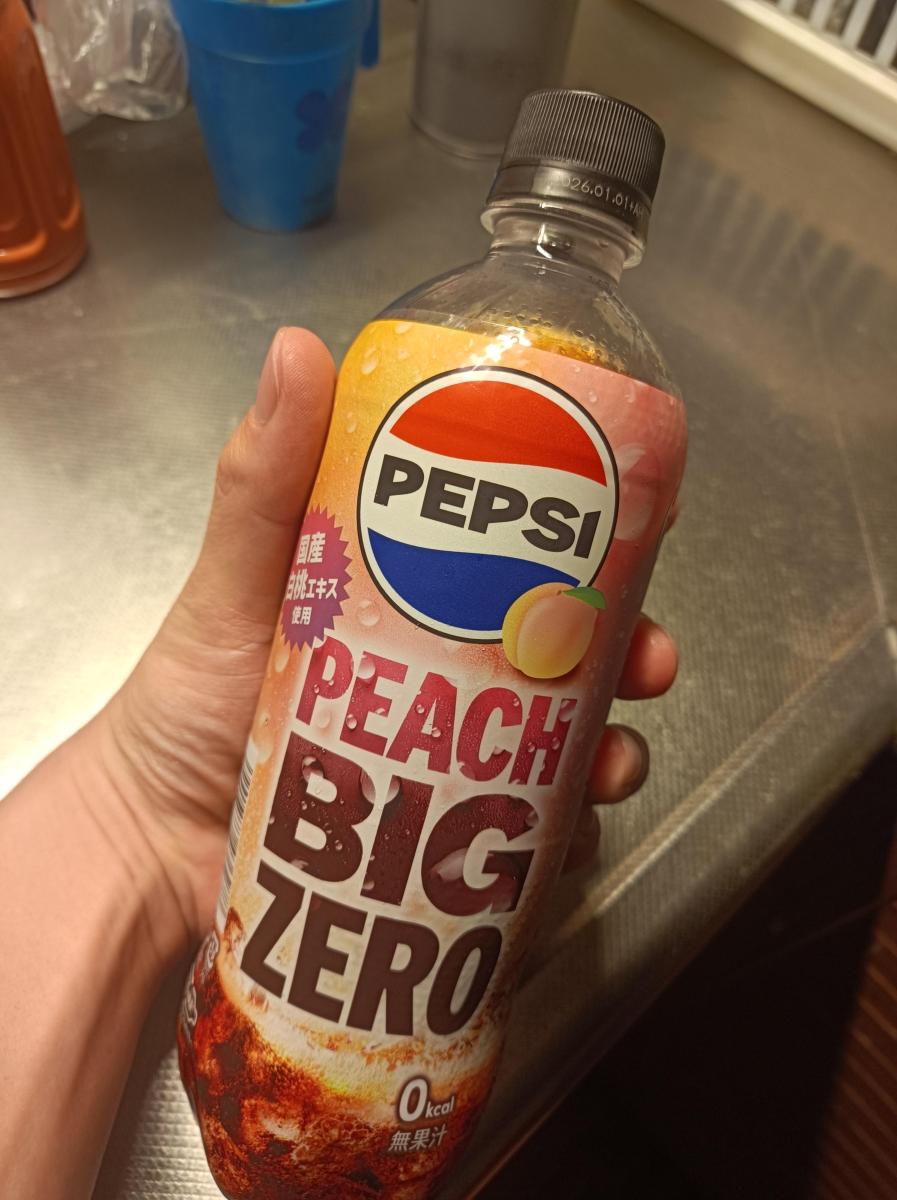 026.01.01+A
PEPSI
国産
白桃エキス
使用
PEACH
BIG
ZERO
0kcal
無果汁